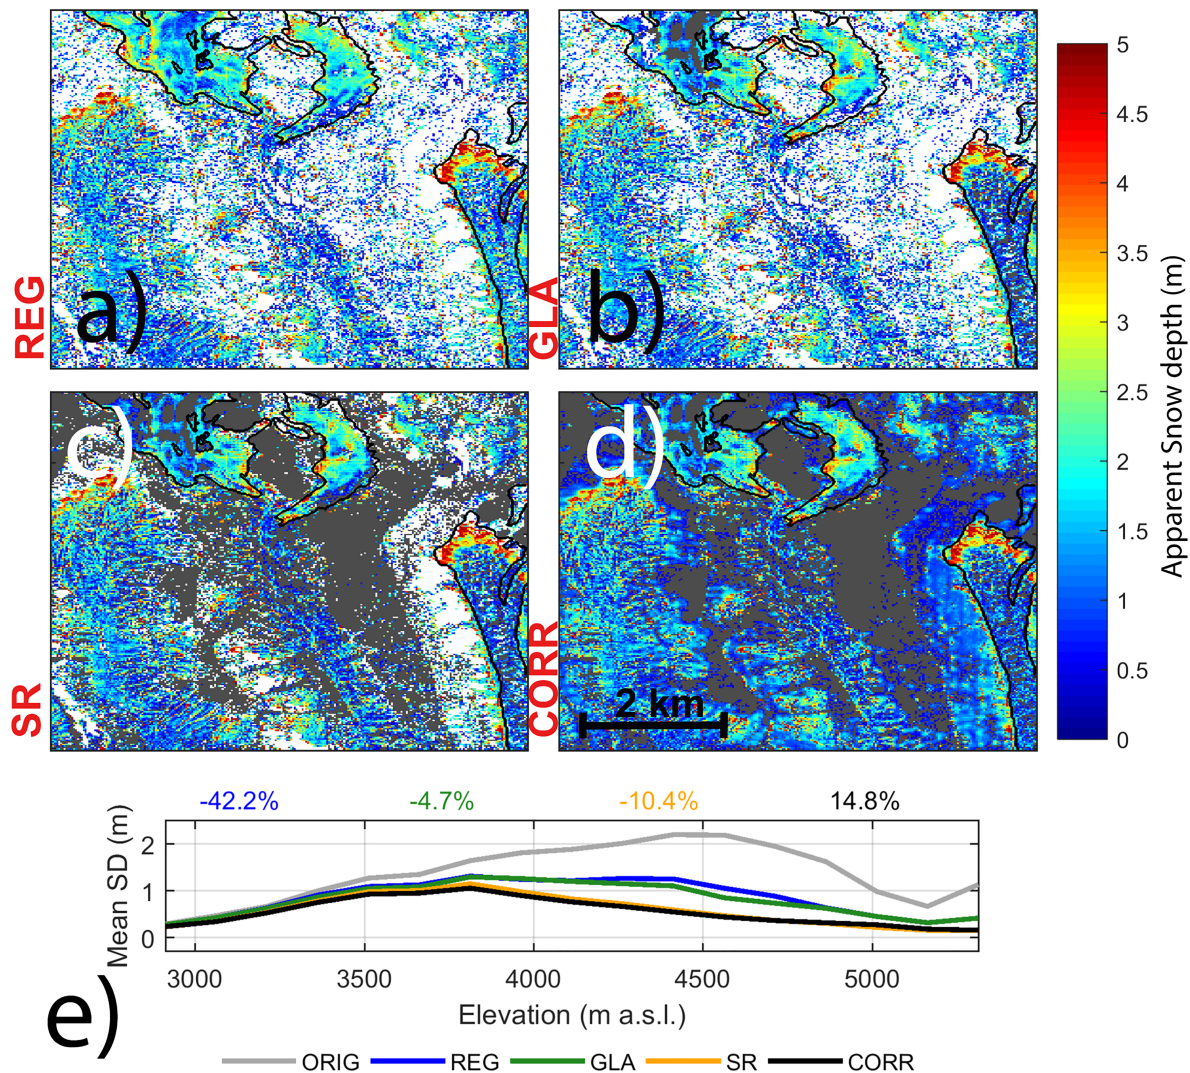 REG
a)
GLA
b)
SR
c)
CORR
d)
2 km
5
4.5
4
3.5
3
2.5
2
1.5
1
0.5
0
Apparent Snow depth (m)
-42.2%
-4.7%
-10.4%
14.8%
Mean SD (m)
2
1
0
3000
3500
4000
4500
5000
e)
Elevation (m a.s.l.)
ORIG
REG
GLA
SR
CORR